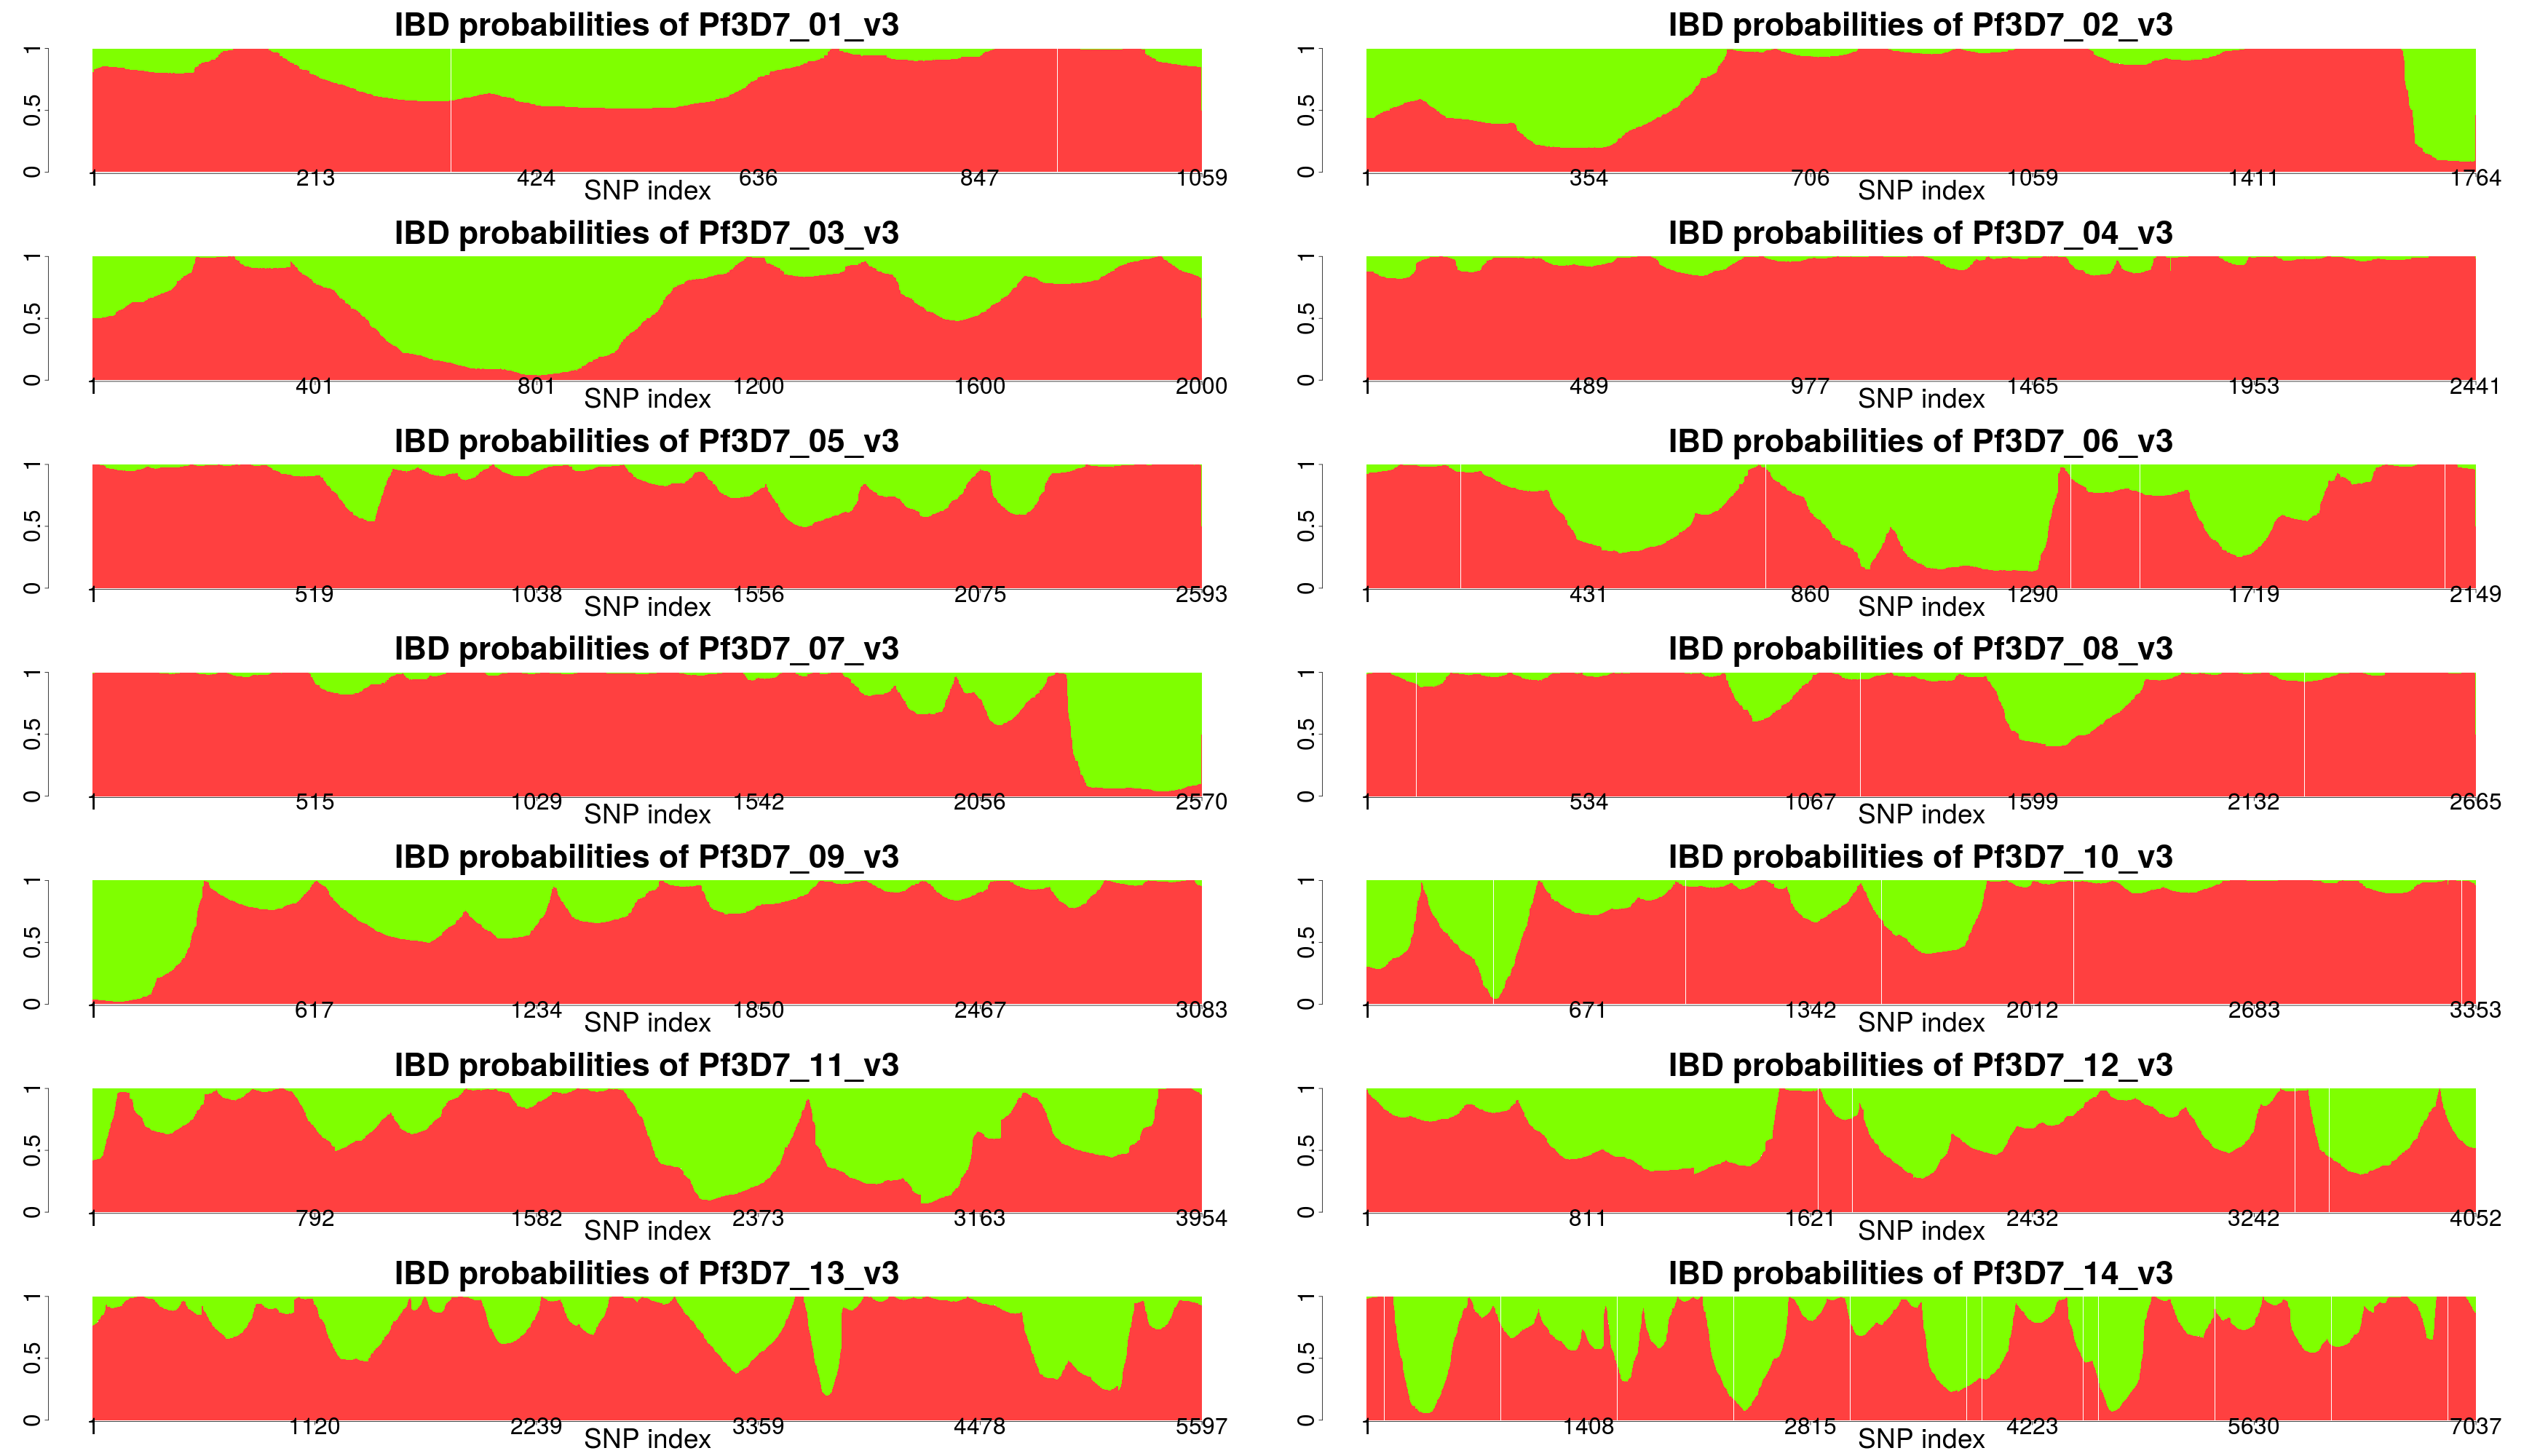 IBD probabilities of Pf3D7_01_v3
0 0.5 1
1 213 424 636 847 1059
SNP index
IBD probabilities of Pf3D7_02_v3
0 0.5 1
1 354 706 1059 1411 1764
SNP index
IBD probabilities of Pf3D7_03_v3
0 0.5 1
1 401 801 1200 1600 2000
SNP index
IBD probabilities of Pf3D7_04_v3
0 0.5 1
1 489 977 1465 1953 2441
SNP index
IBD probabilities of Pf3D7_05_v3
0 0.5 1
1 519 1038 1556 2075 2593
SNP index
IBD probabilities of Pf3D7_06_v3
0 0.5 1
1 431 860 1290 1719 2149
SNP index
IBD probabilities of Pf3D7_07_v3
0 0.5 1
1 515 1029 1542 2056 2570
SNP index
IBD probabilities of Pf3D7_08_v3
0 0.5 1
1 534 1067 1599 2132 2665
SNP index
IBD probabilities of Pf3D7_09_v3
0 0.5 1
1 617 1234 1850 2467 3083
SNP index
IBD probabilities of Pf3D7_10_v3
0 0.5 1
1 671 1342 2012 2683 3353
SNP index
IBD probabilities of Pf3D7_11_v3
0 0.5 1
1 792 1582 2373 3163 3954
SNP index
IBD probabilities of Pf3D7_12_v3
0 0.5 1
1 811 1621 2432 3242 4052
SNP index
IBD probabilities of Pf3D7_13_v3
0 0.5 1
1 1120 2239 3359 4478 5597
SNP index
IBD probabilities of Pf3D7_14_v3
0 0.5 1
1 1408 2815 4223 5630 7037
SNP index